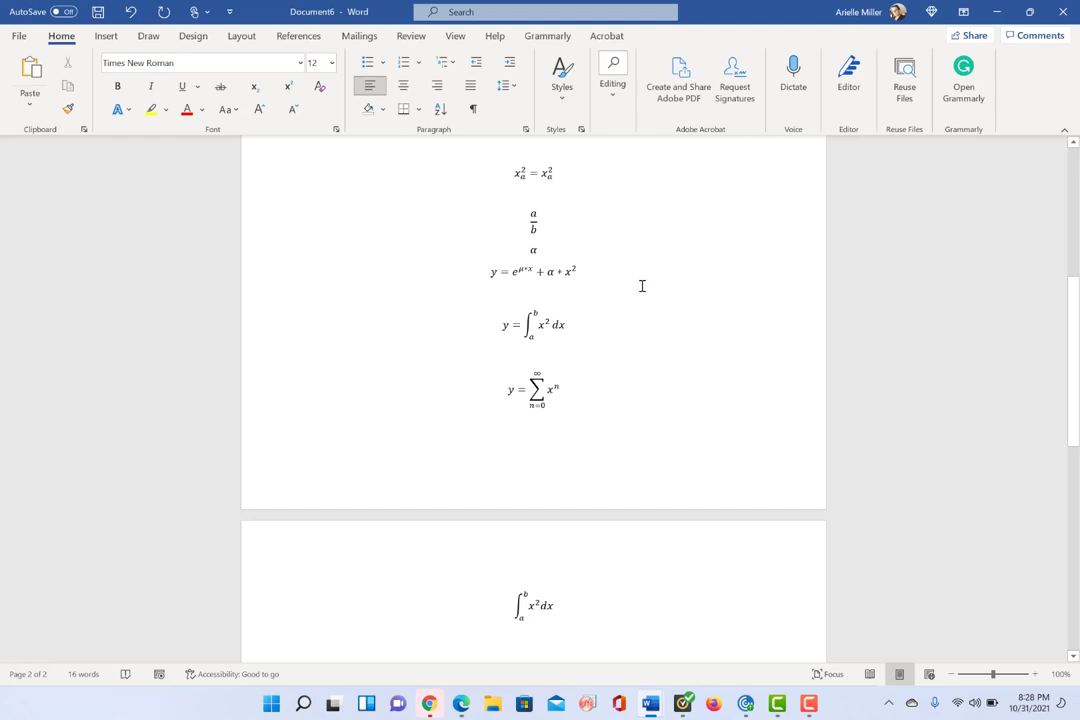 AutoSave Off Document6 - Word Search Arielle Miller
File Home Insert Draw Design Layout References Mailings Review View Help Grammarly Acrobat Share Comments
Paste
Clipboard
Times New Roman 12
B I U ab x₂ x² A
A A Aa A A
Font
Paragraph
Styles
Styles
Editing
Create and Share Adobe PDF
Request Signatures
Adobe Acrobat
Dictate
Voice
Editor
Editor
Reuse Files
Reuse Files
Open Grammarly
Grammarly
x_a^2 = x_a^2
a/b
α
y = e^{μ*x} + α * x^2
y = ∫_a^b x^2 dx
y = ∑_{n=0}^∞ x^n
∫_a^b x^2 dx
Page 2 of 2 16 words Accessibility: Good to go Focus 100%
8:28 PM
10/31/2021